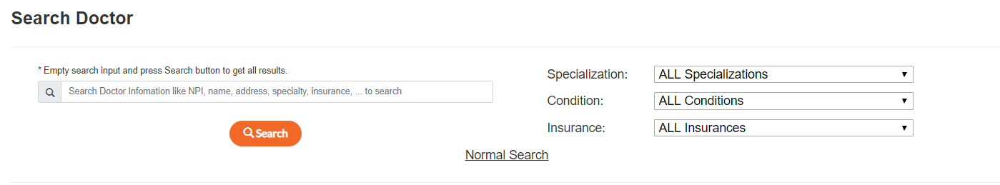 Search Doctor
* Empty search input and press Search button to get all results.
Search Doctor Infomation like NPI, name, address, specialty, insurance, ... to search
Search
Specialization: ALL Specializations
Condition: ALL Conditions
Insurance: ALL Insurances
Normal Search